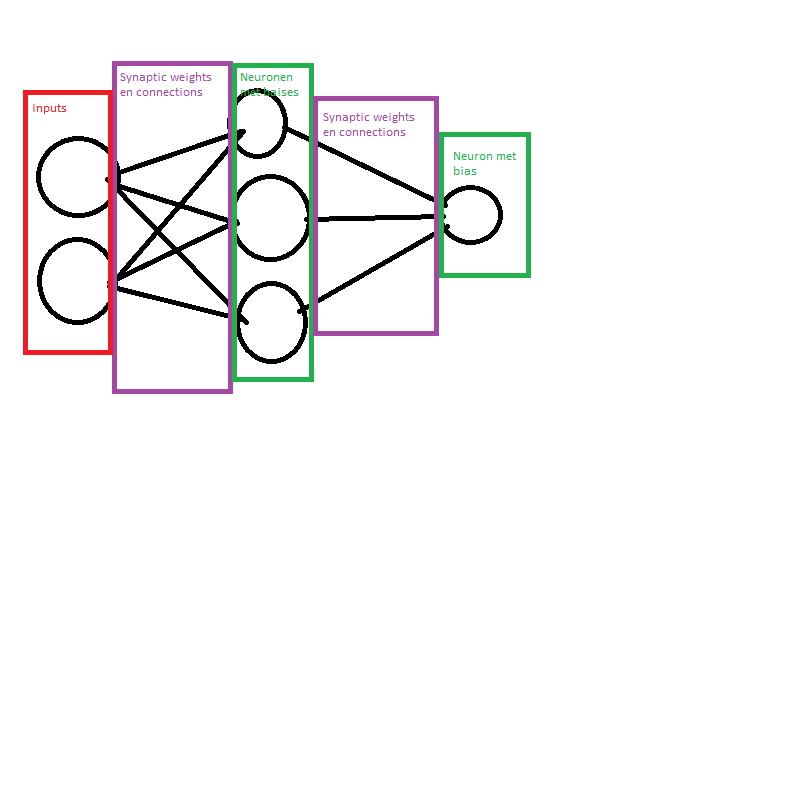 Inputs
Synaptic weights
en connections
Neuronen
met baises
Synaptic weights
en connections
Neuron met
bias